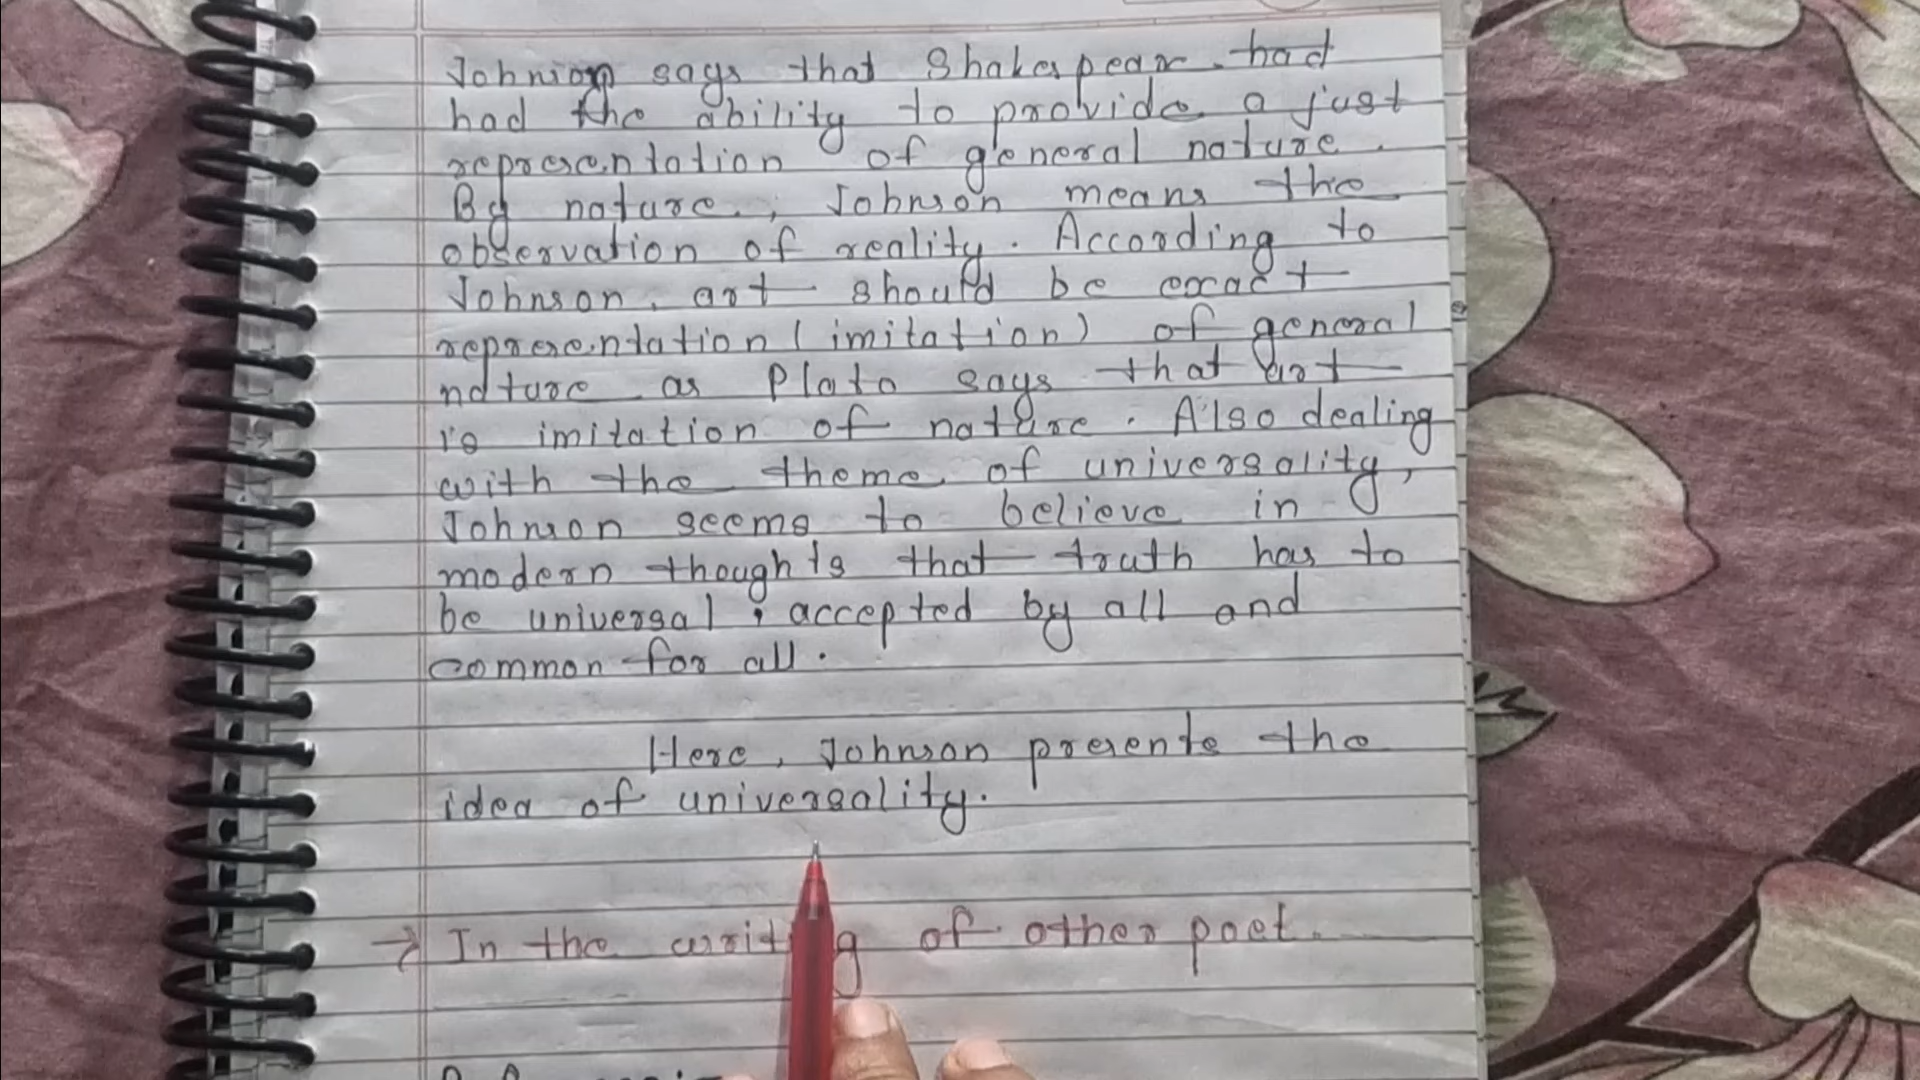 Johnson says that Shakespear had
had the ability to provide a just
representation of general nature.
By nature, Johnson means the
observation of reality. According to
Johnson, art should be exact
representation (imitation) of general
nature as Plato says that art
is imitation of nature. Also dealing
with the theme of universality,
Johnson seems to believe in
modern thoughts that truth has to
be universal, accepted by all and
common for all.
Here, Johnson presents the
idea of universality.
→ In the writing of other poet.